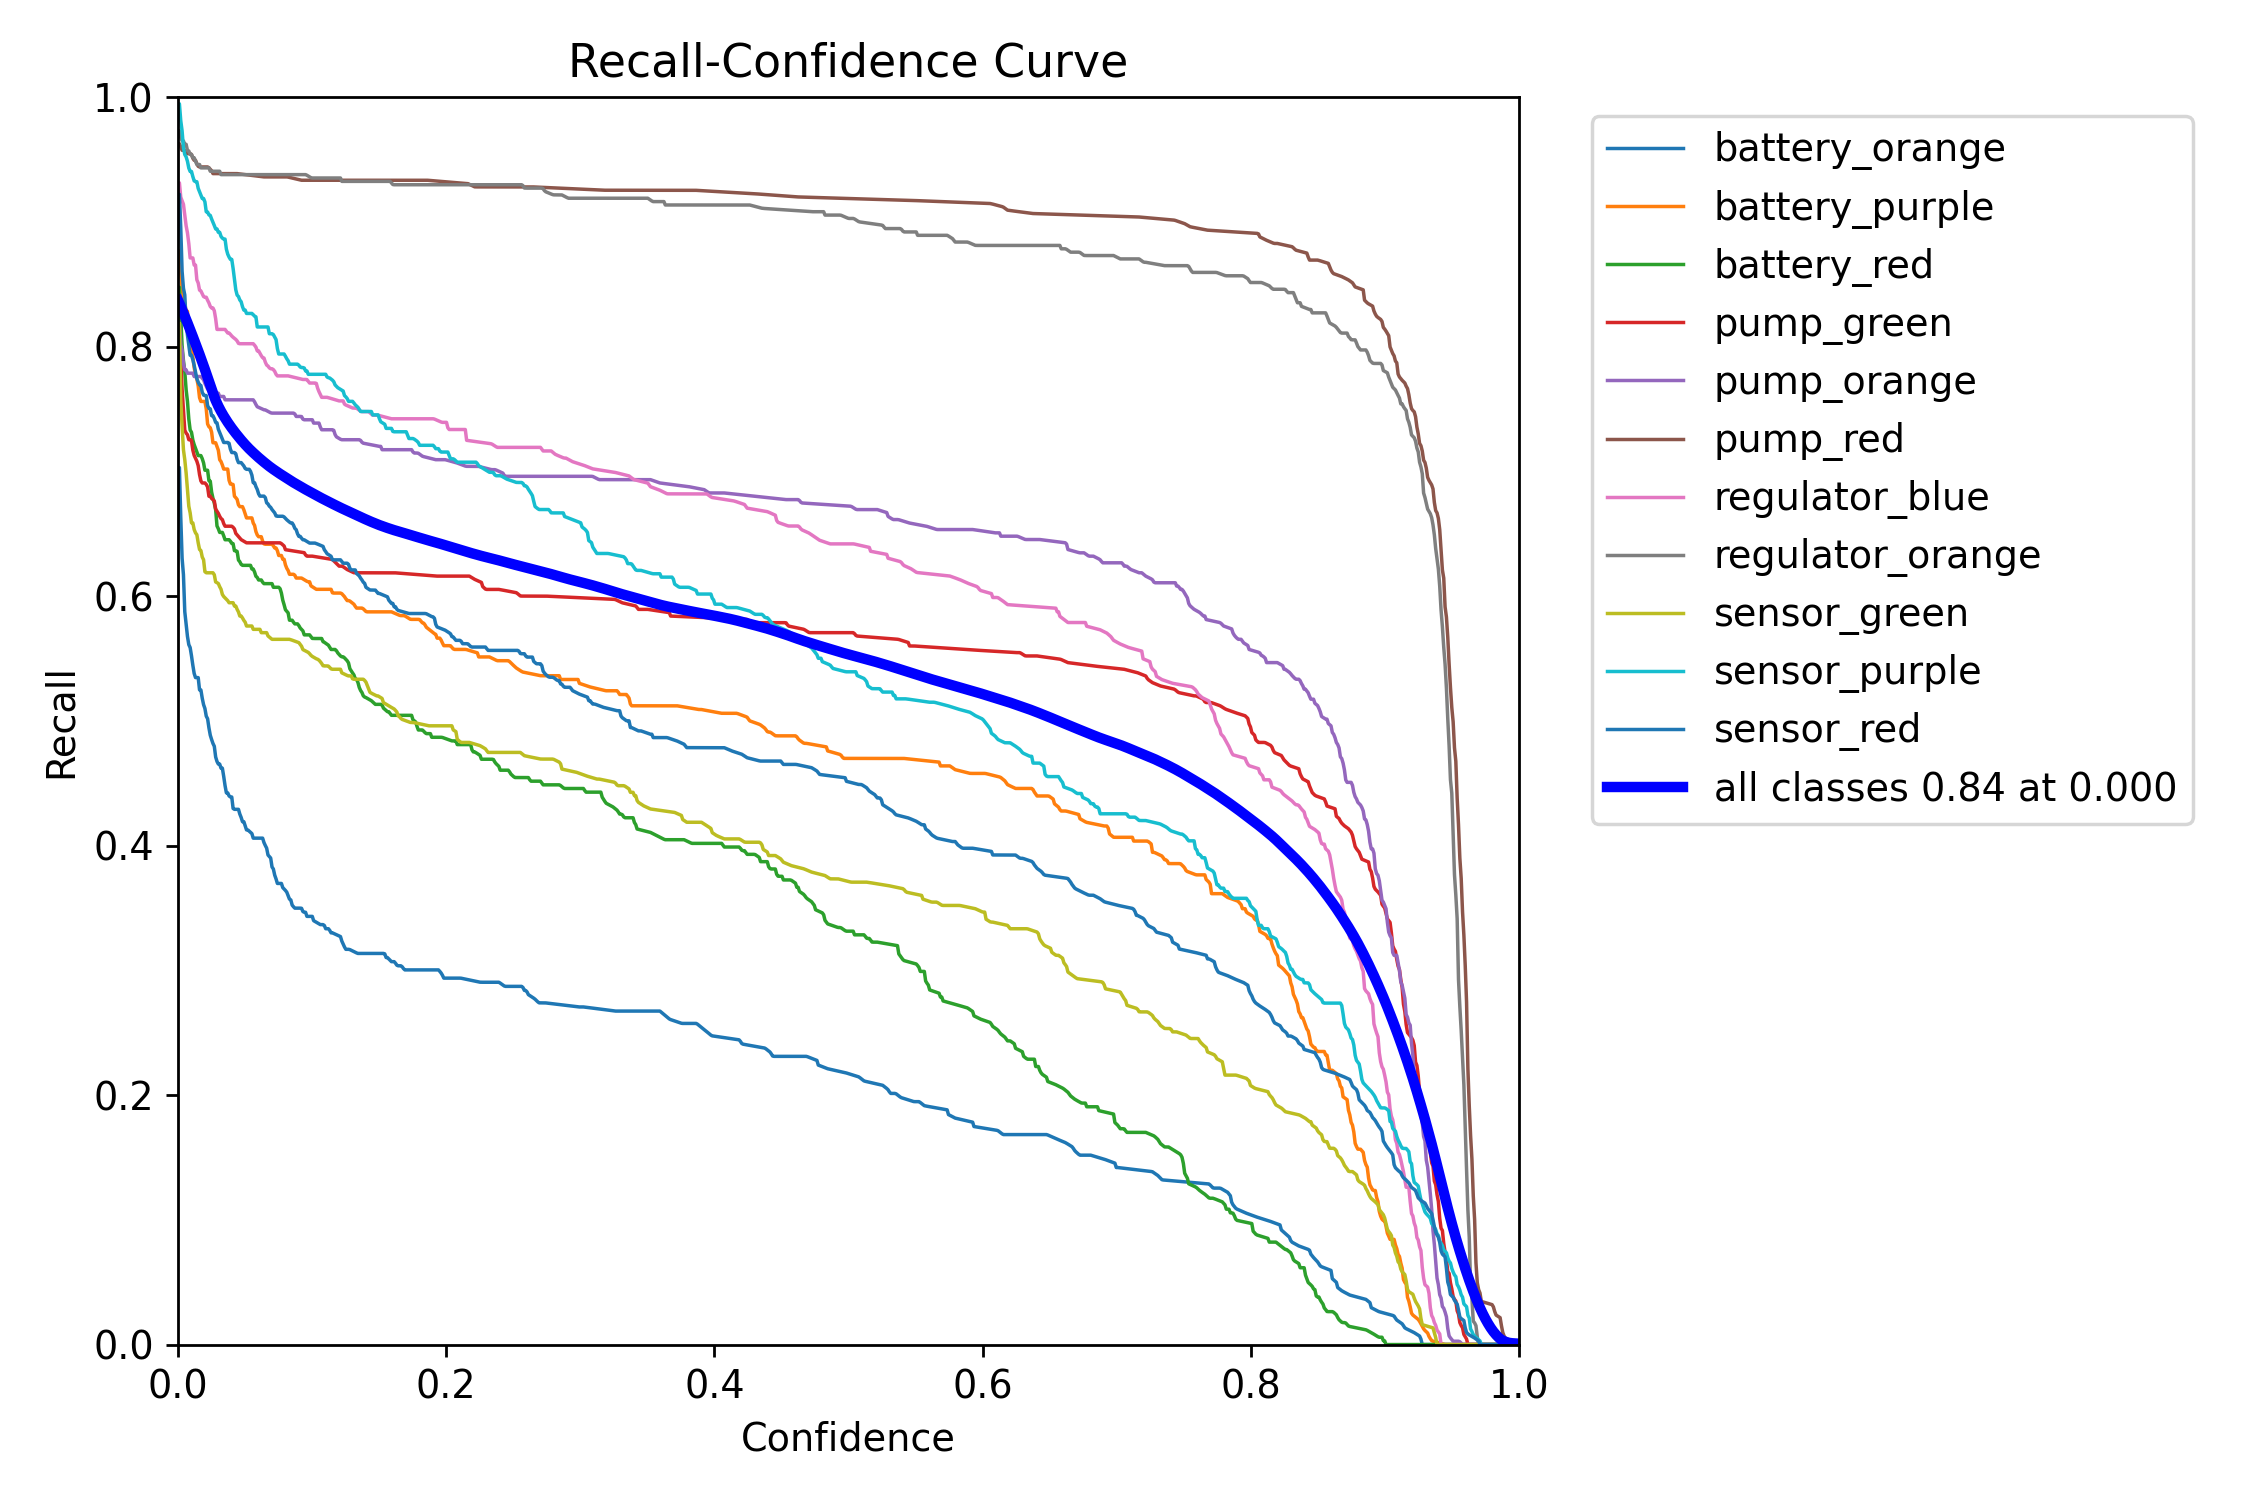 Recall-Confidence Curve
1.0
0.8
0.6
0.4
0.2
0.0
Recall
0.0 0.2 0.4 0.6 0.8 1.0
Confidence
battery_orange
battery_purple
battery_red
pump_green
pump_orange
pump_red
regulator_blue
regulator_orange
sensor_green
sensor_purple
sensor_red
all classes 0.84 at 0.000